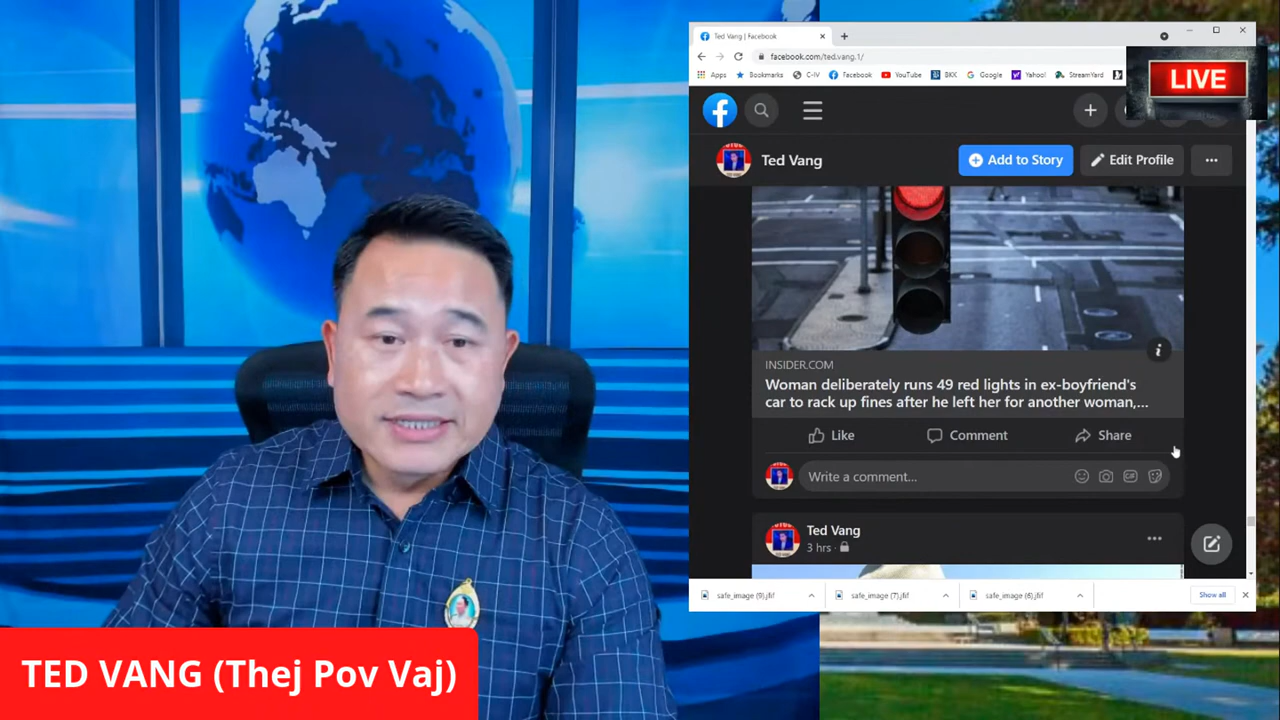 Ted Vang | Facebook
facebook.com/ted.vang.1/
Apps Bookmarks C-IV Facebook YouTube BKK Google Yahoo! StreamYard
LIVE
Ted Vang
Add to Story
Edit Profile
INSIDER.COM
Woman deliberately runs 49 red lights in ex-boyfriend's
car to rack up fines after he left her for another woman,...
Like Comment Share
Write a comment...
GIF
Ted Vang
3 hrs ·
safe_image (9).jfif safe_image (7).jfif safe_image (6).jfif Show all
TED VANG (Thej Pov Vaj)